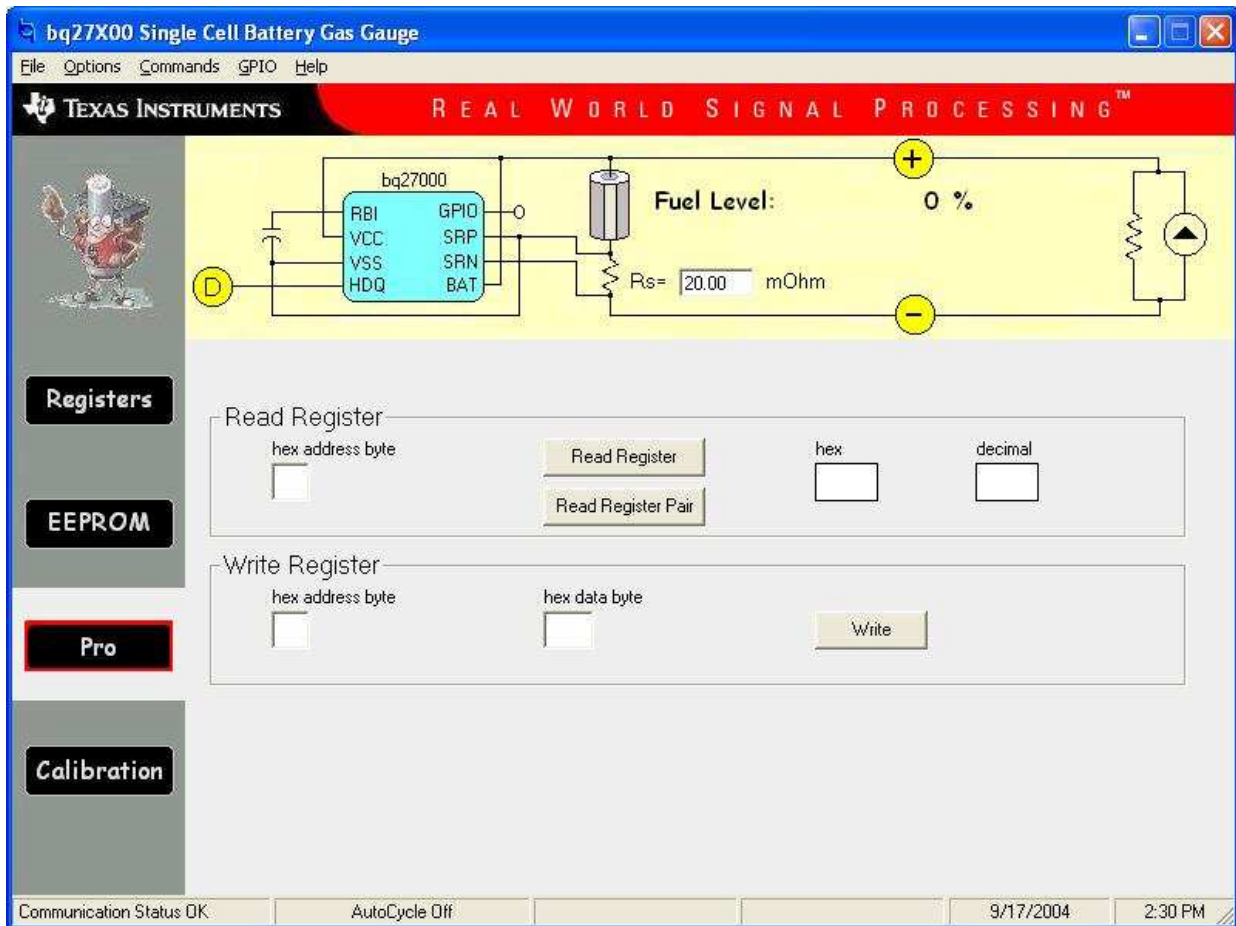 bq27X00 Single Cell Battery Gas Gauge
File Options Commands GPIO Help
TEXAS INSTRUMENTS REAL WORLD SIGNAL PROCESSING™
bq27000
RBI GPIO
VCC SRP
VSS SRN
HDQ BAT
D
+
Fuel Level: 0 %
Rs= 20.00 mOhm
−
Registers
EEPROM
Pro
Calibration
Read Register
hex address byte Read Register hex decimal
Read Register Pair
Write Register
hex address byte hex data byte
Write
Communication Status OK AutoCycle Off 9/17/2004 2:30 PM